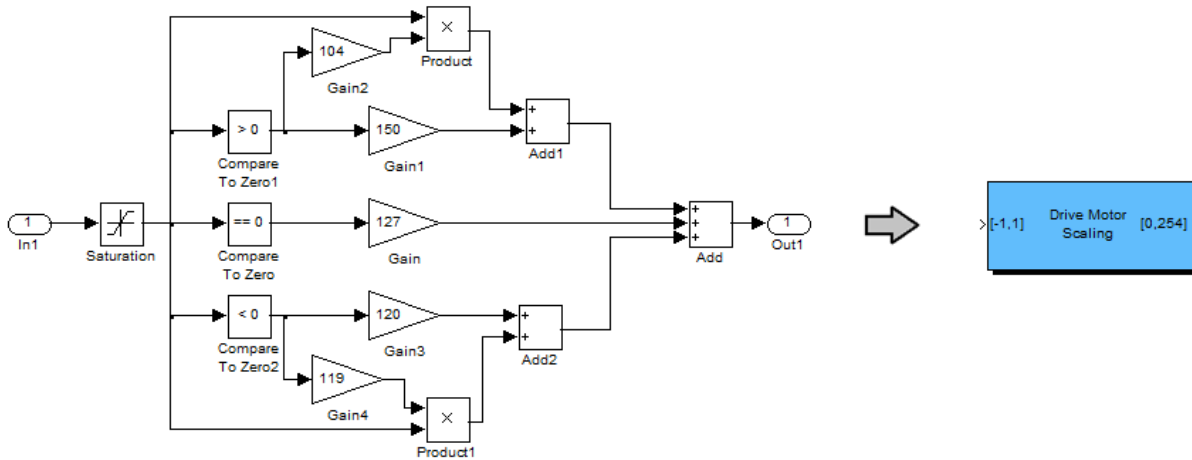 ×
Product
104
Gain2
> 0
Compare
To Zero1
150
Gain1
+
+
Add1
1
In1
Saturation
== 0
Compare
To Zero
127
Gain
+
+
+
Add
1
Out1
< 0
Compare
To Zero2
120
Gain3
+
+
Add2
119
Gain4
×
Product1
[-1,1]
Drive Motor
Scaling
[0,254]